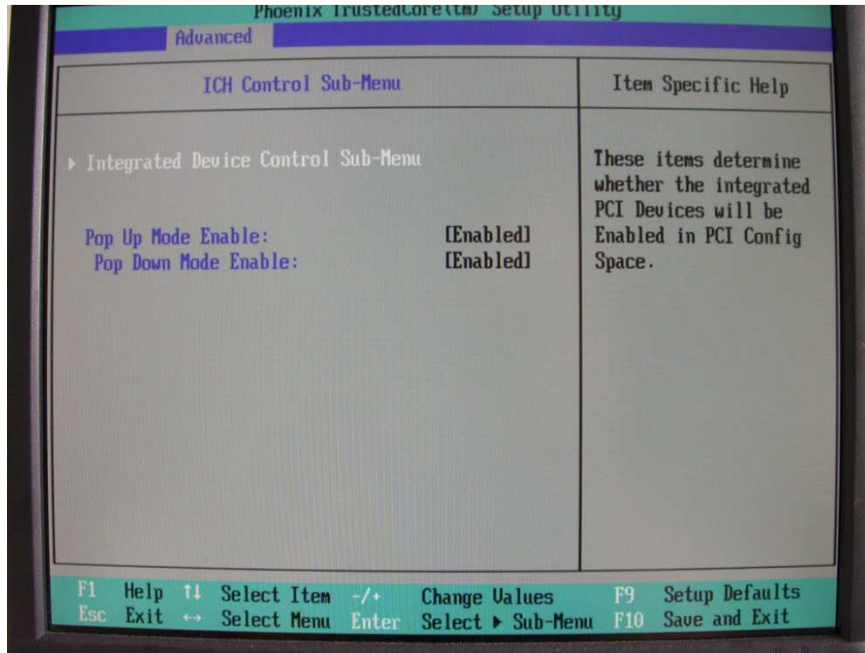 Phoenix TrustedCore(tm) Setup Utility
Advanced
ICH Control Sub-Menu
Item Specific Help
▶ Integrated Device Control Sub-Menu
Pop Up Mode Enable: [Enabled]
Pop Down Mode Enable: [Enabled]
These items determine
whether the integrated
PCI Devices will be
Enabled in PCI Config
Space.
F1 Help ↑↓ Select Item -/+ Change Values F9 Setup Defaults
Esc Exit ↔ Select Menu Enter Select ▶ Sub-Menu F10 Save and Exit